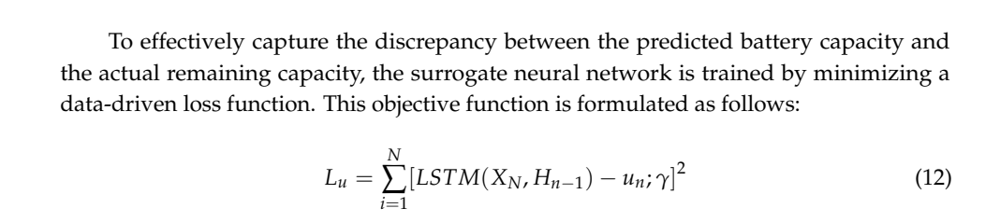 To effectively capture the discrepancy between the predicted battery capacity and
the actual remaining capacity, the surrogate neural network is trained by minimizing a
data-driven loss function. This objective function is formulated as follows:
L_u = \sum_{i=1}^{N} [LSTM(X_N, H_{n-1}) - u_n; γ]^2 (12)